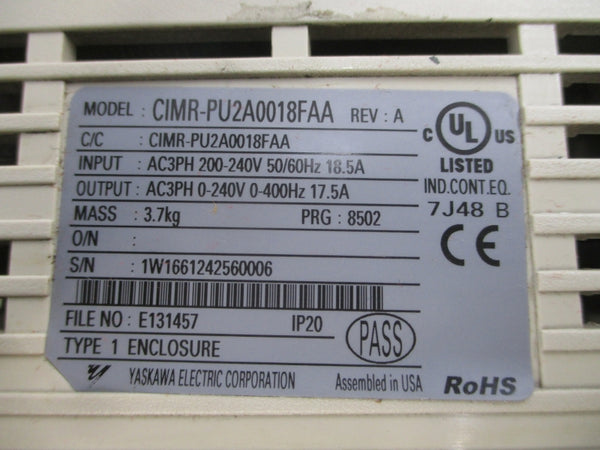 MODEL : CIMR-PU2A0018FAA REV : A
C/C : CIMR-PU2A0018FAA
INPUT : AC3PH 200-240V 50/60Hz 18.5A
OUTPUT : AC3PH 0-240V 0-400Hz 17.5A
MASS : 3.7kg PRG : 8502
O/N :
S/N : 1W1661242560006
FILE NO : E131457 IP20
TYPE 1 ENCLOSURE
YASKAWA ELECTRIC CORPORATION Assembled in USA
C UL US
LISTED
IND.CONT.EQ.
7J48 B
CE
PASS
RoHS